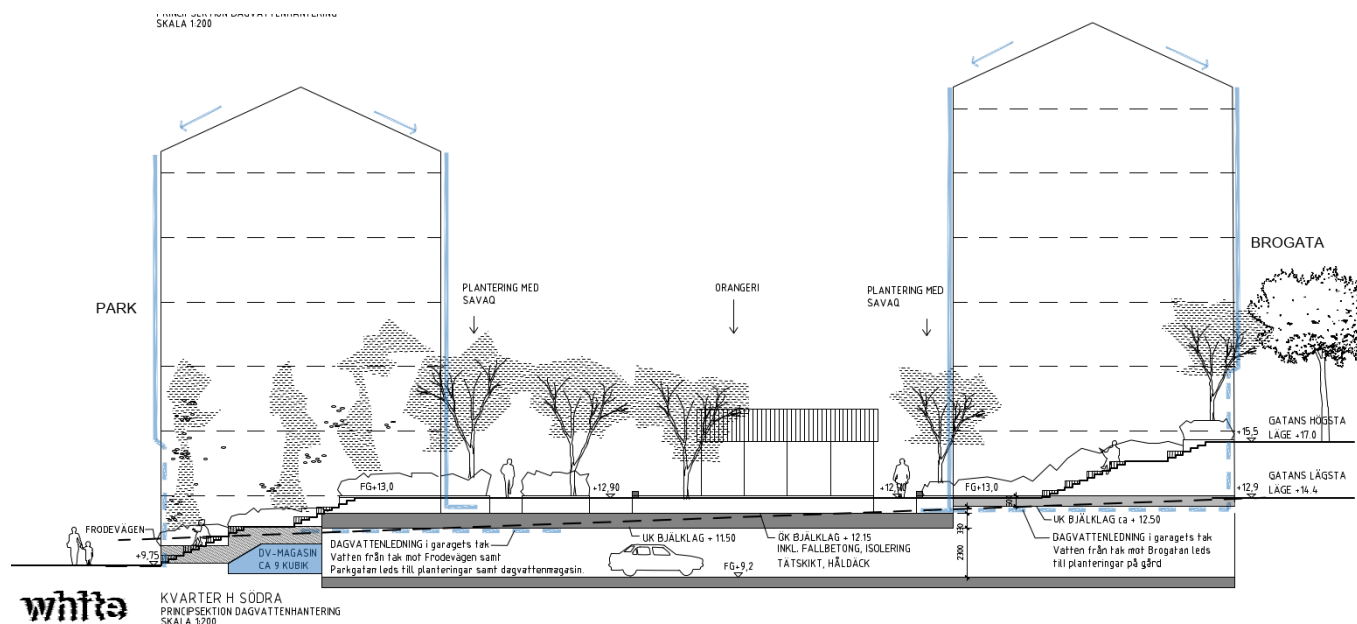 PRINCIPSEKTION DAGVATTENHANTERING
SKALA 1:200
BROGATA
PARK
PLANTERING MED
SAVAQ
ORANGERI
PLANTERING MED
SAVAQ
GATANS HÖGSTA
LÄGE +17.0
+15,5
GATANS LÄGSTA
LÄGE +14.4
+12,9
FG+13,0
+12,90
FG+13,0
FRODEVÄGEN
+9,75
DV-MAGASIN
CA 9 KUBIK
DAGVATTENLEDNING i garagets tak
Vatten från tak mot Frodevägen samt
Parkgatan leds till planteringar samt dagvattenmagasin.
UK BJÄLKLAG + 11.50
ÖK BJÄLKLAG + 12.15
INKL. FALLBETONG, ISOLERING
TÄTSKIKT, HÅLDÄCK
FG+9,2
2300
UK BJÄLKLAG ca + 12.50
DAGVATTENLEDNING i garagets tak
Vatten från tak mot Brogatan leds
till planteringar på gård
white
KVARTER H SÖDRA
PRINCIPSEKTION DAGVATTENHANTERING
SKALA 1:200